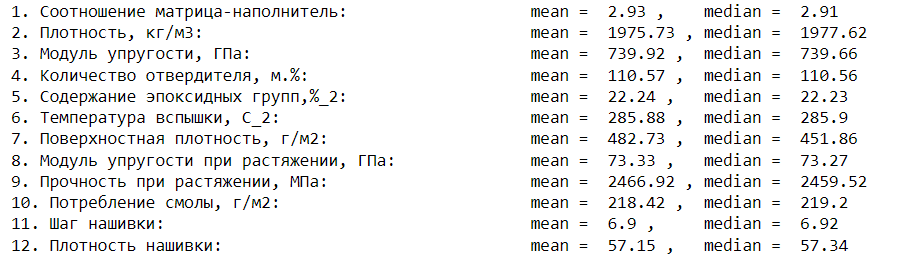 1. Соотношение матрица-наполнитель: mean = 2.93 , median = 2.91
2. Плотность, кг/м3: mean = 1975.73 , median = 1977.62
3. Модуль упругости, ГПа: mean = 739.92 , median = 739.66
4. Количество отвердителя, м.%: mean = 110.57 , median = 110.56
5. Содержание эпоксидных групп,%_2: mean = 22.24 , median = 22.23
6. Температура вспышки, С_2: mean = 285.88 , median = 285.9
7. Поверхностная плотность, г/м2: mean = 482.73 , median = 451.86
8. Модуль упругости при растяжении, ГПа: mean = 73.33 , median = 73.27
9. Прочность при растяжении, МПа: mean = 2466.92 , median = 2459.52
10. Потребление смолы, г/м2: mean = 218.42 , median = 219.2
11. Шаг нашивки: mean = 6.9 , median = 6.92
12. Плотность нашивки: mean = 57.15 , median = 57.34